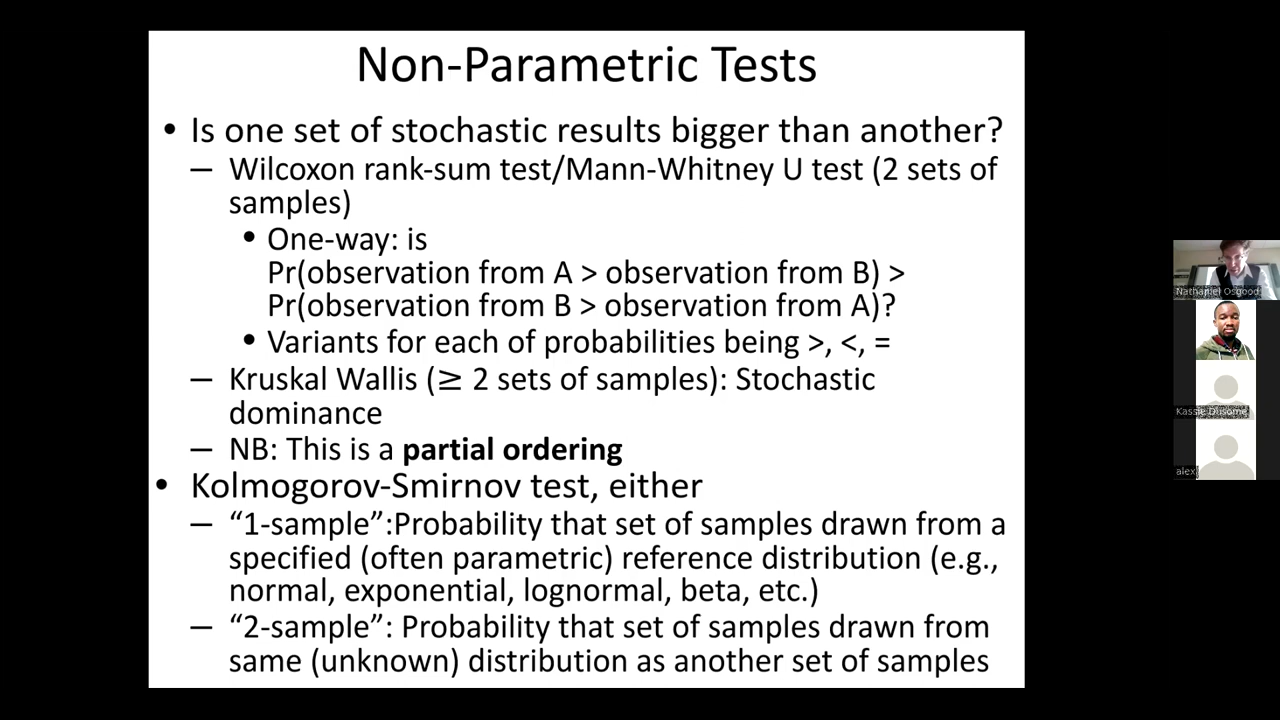 Non-Parametric Tests
• Is one set of stochastic results bigger than another?
– Wilcoxon rank-sum test/Mann-Whitney U test (2 sets of
samples)
• One-way: is
Pr(observation from A > observation from B) >
Pr(observation from B > observation from A)?
• Variants for each of probabilities being >, <, =
– Kruskal Wallis (≥ 2 sets of samples): Stochastic
dominance
– NB: This is a partial ordering
• Kolmogorov-Smirnov test, either
– “1-sample”:Probability that set of samples drawn from a
specified (often parametric) reference distribution (e.g.,
normal, exponential, lognormal, beta, etc.)
– “2-sample”: Probability that set of samples drawn from
same (unknown) distribution as another set of samples
Nathaniel Osgood
Kassie Dusome
alex